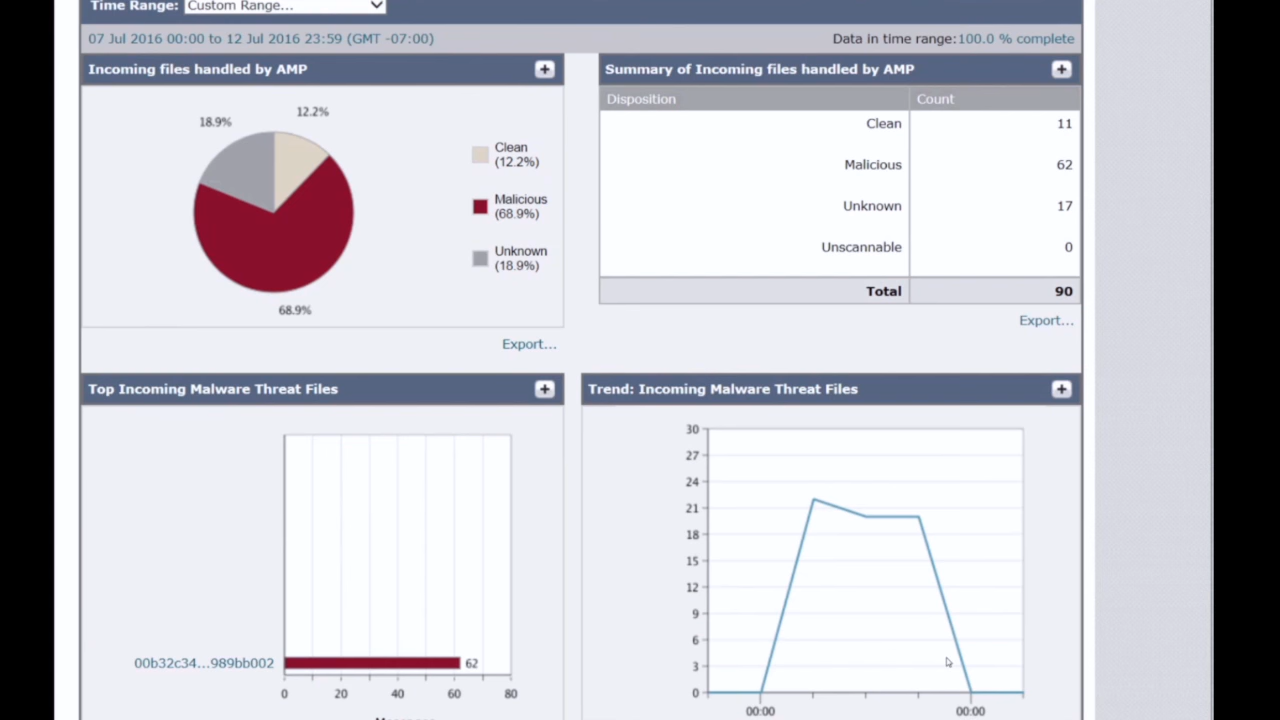 Time Range: Custom Range...
07 Jul 2016 00:00 to 12 Jul 2016 23:59 (GMT -07:00)
Data in time range:100.0 % complete
Incoming files handled by AMP
+
12.2%
18.9%
68.9%
Clean
(12.2%)
Malicious
(68.9%)
Unknown
(18.9%)
Export...
Summary of Incoming files handled by AMP
+
Disposition Count
Clean 11
Malicious 62
Unknown 17
Unscannable 0
Total 90
Export...
Top Incoming Malware Threat Files
+
00b32c34...989bb002 62
0 20 40 60 80
Trend: Incoming Malware Threat Files
+
30
27
24
21
18
15
12
9
6
3
0
00:00 00:00